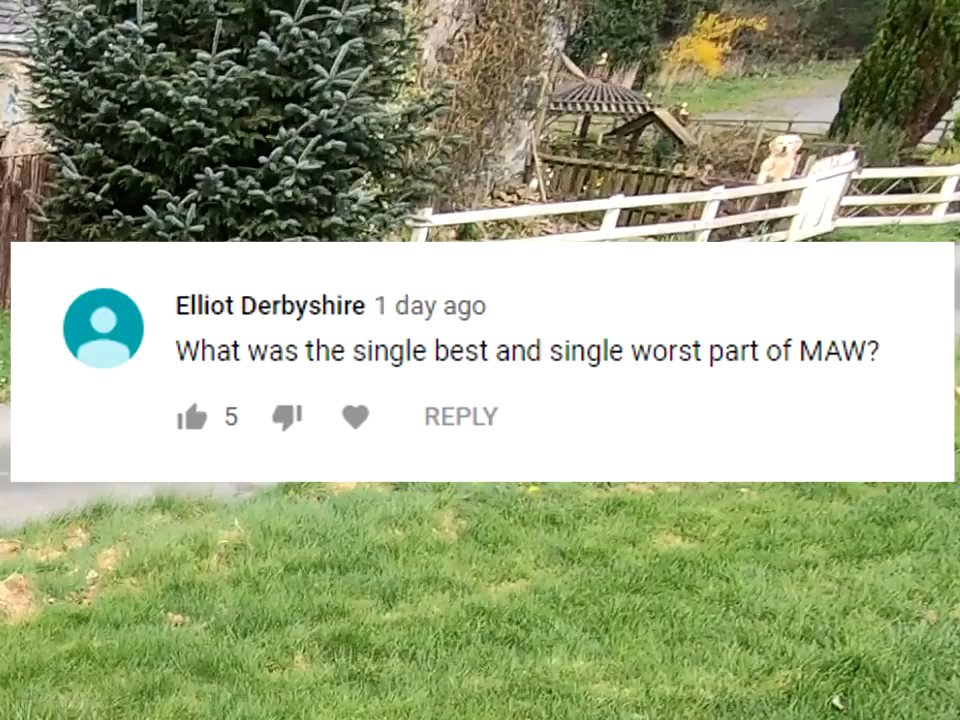 Elliot Derbyshire 1 day ago
What was the single best and single worst part of MAW?
5 REPLY